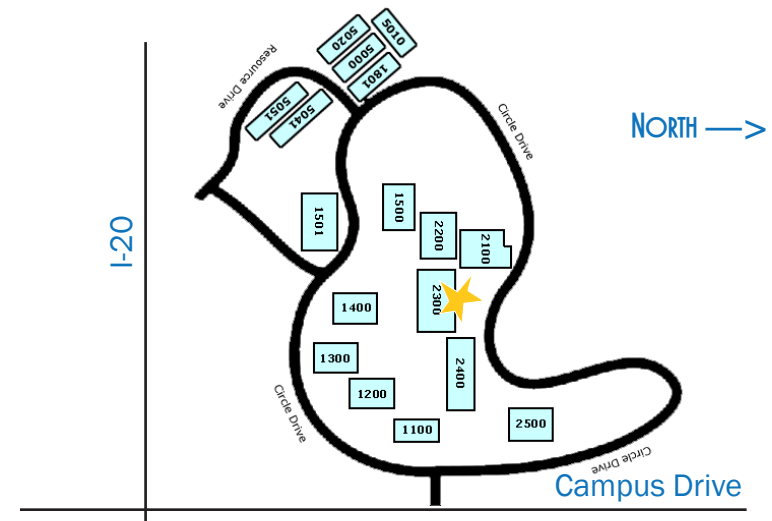 5010
5020
5000
1801
Resource Drive
5051
5041
Circle Drive
NORTH
1501
1500
2200
2100
I-20
2300
1400
1300
2400
1200
Circle Drive
1100
2500
Circle Drive
Campus Drive